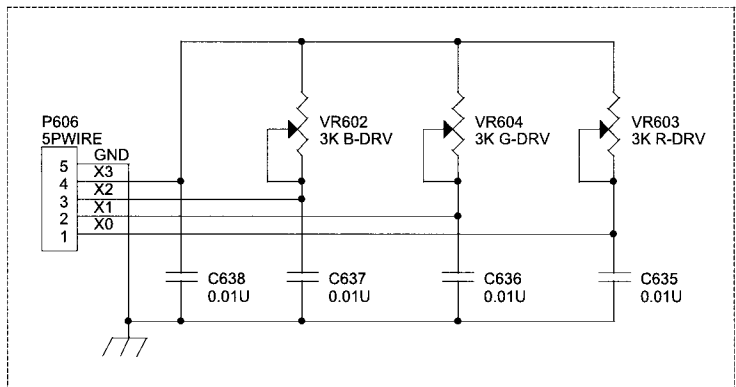 P606
5PWIRE
GND
5
X3
4
X2
3
X1
2
X0
1
VR602
3K B-DRV
VR604
3K G-DRV
VR603
3K R-DRV
C638
0.01U
C637
0.01U
C636
0.01U
C635
0.01U